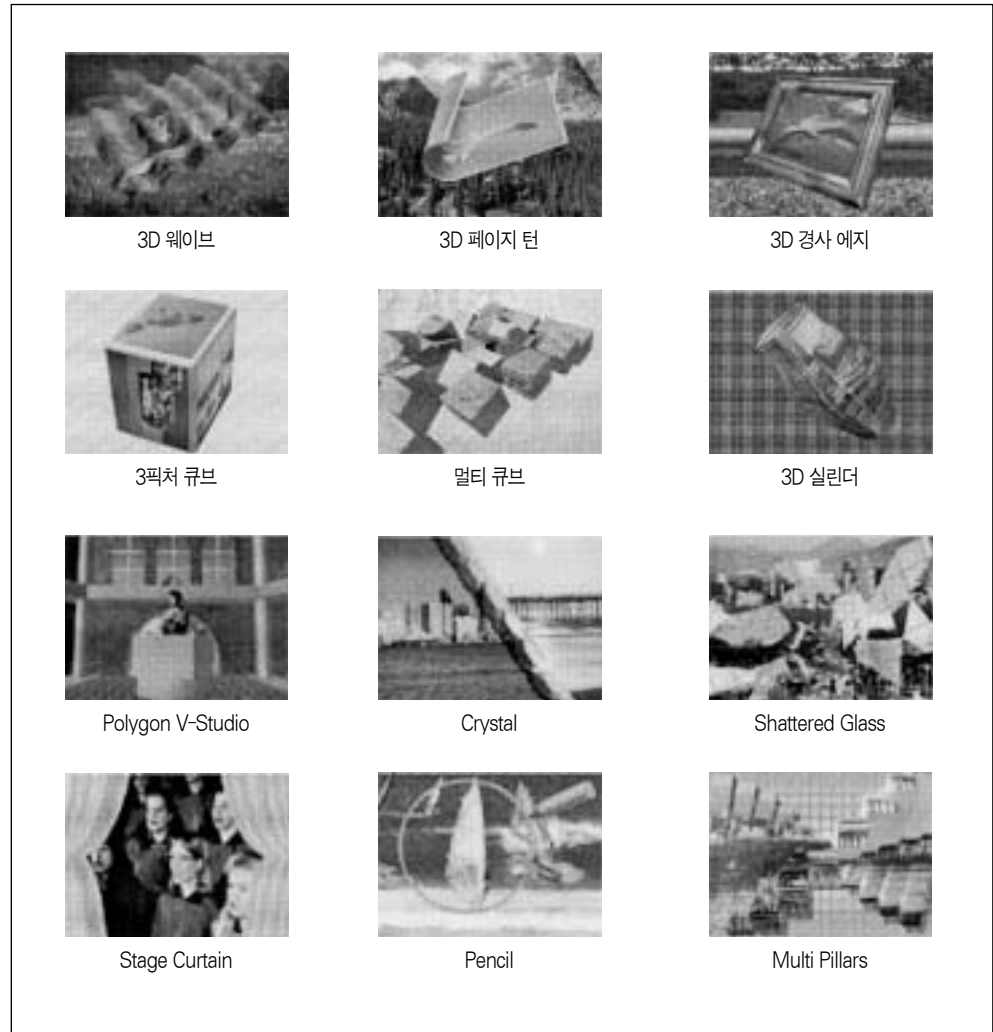 3D 웨이브
3D 페이지 턴
3D 경사 에지
3픽처 큐브
멀티 큐브
3D 실린더
Polygon V-Studio
Crystal
Shattered Glass
Stage Curtain
Pencil
Multi Pillars